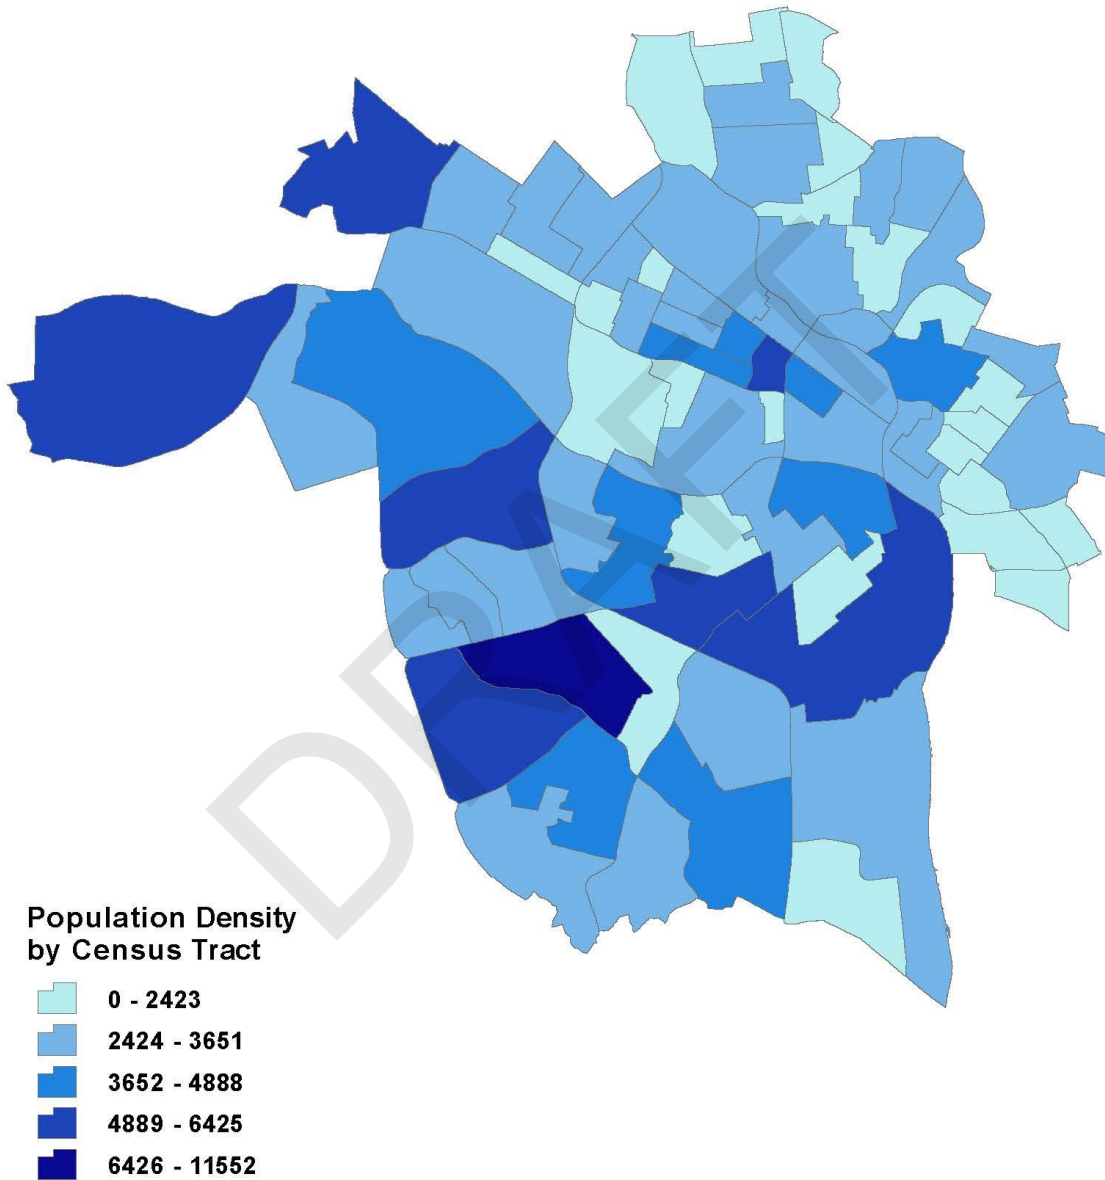 DRAFT
Population Density
by Census Tract
0 - 2423
2424 - 3651
3652 - 4888
4889 - 6425
6426 - 11552